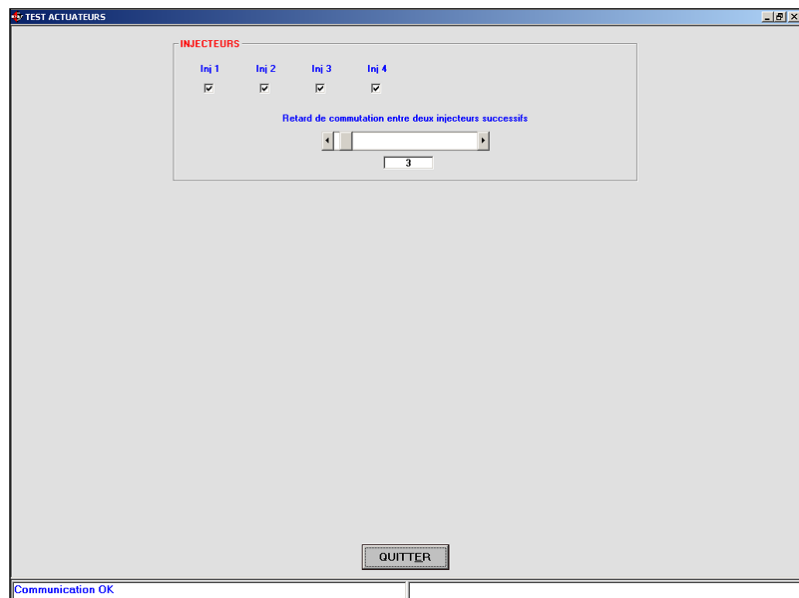 TEST ACTUATEURS
INJECTEURS
Inj 1 Inj 2 Inj 3 Inj 4
Retard de commutation entre deux injecteurs successifs
3
QUITTER
Communication OK